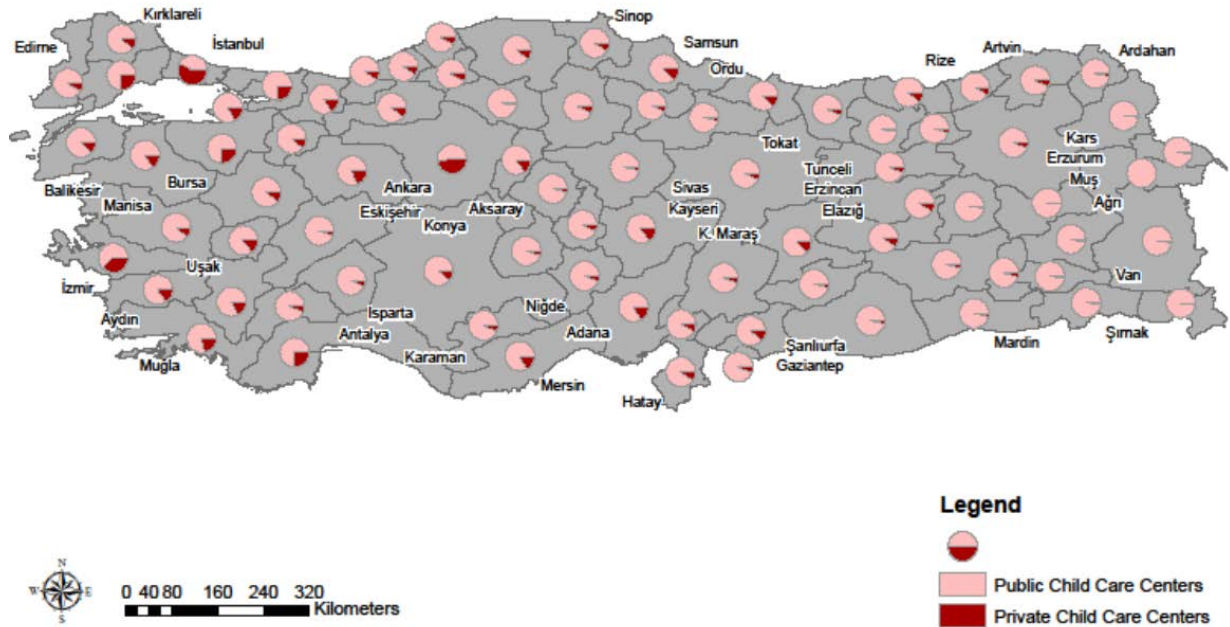 Kırklareli
Sinop
Edirne
İstanbul
Samsun
Artvin
Ardahan
Ordu
Rize
Tokat
Kars
Bursa
Tunceli
Erzurum
Balıkesir
Ankara
Sivas
Erzincan
Muş
Manisa
Eskişehir
Aksaray
Kayseri
Elazığ
Ağrı
Konya
K. Maraş
Uşak
Van
İzmir
Isparta
Niğde
Aydın
Antalya
Adana
Şırnak
Karaman
Şanlıurfa
Mardin
Muğla
Mersin
Gaziantep
Hatay
Legend
Public Child Care Centers
Private Child Care Centers
N
W E
S
0 40 80 160 240 320
Kilometers